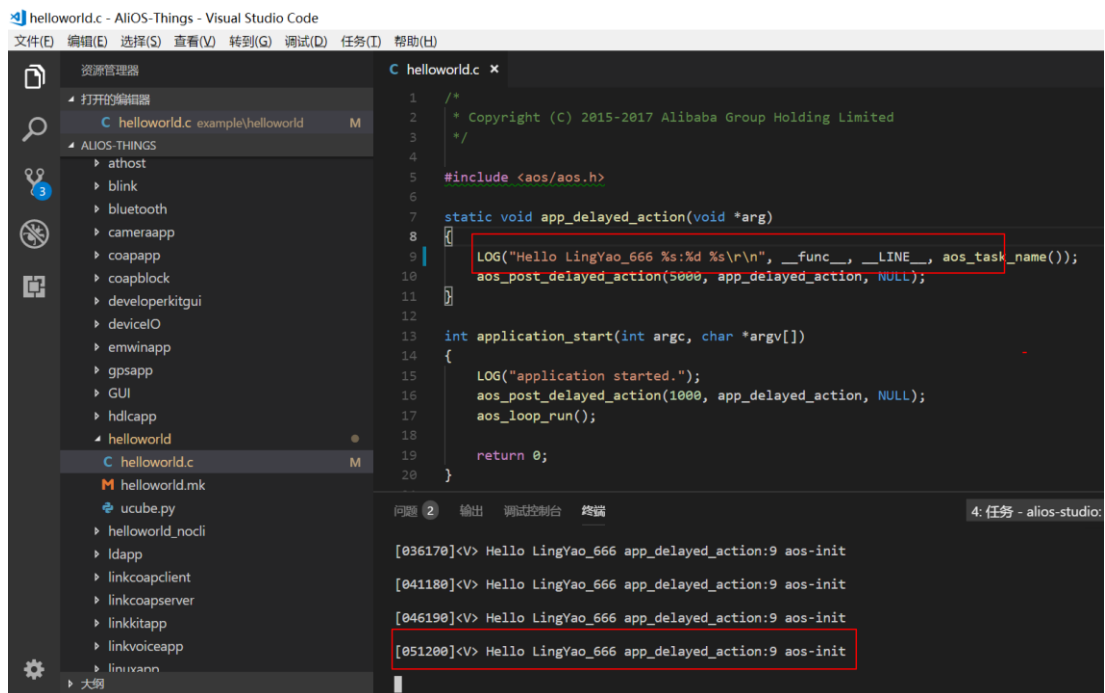 helloworld.c - AliOS-Things - Visual Studio Code
文件(F) 编辑(E) 选择(S) 查看(V) 转到(G) 调试(D) 任务(T) 帮助(H)
资源管理器
打开的编辑器
C helloworld.c example\helloworld M
ALIOS-THINGS
athost
blink
bluetooth
cameraapp
coapapp
coapblock
developerkitgui
deviceIO
emwinapp
gpsapp
GUI
hdlcapp
helloworld
C helloworld.c M
M helloworld.mk
ucube.py
helloworld_nocli
ldapp
linkcoapclient
linkcoapserver
linkkitapp
linkvoiceapp
linuxapp
大纲
3
C helloworld.c ×
1 /*
2 * Copyright (C) 2015-2017 Alibaba Group Holding Limited
3 */
4
5 #include <aos/aos.h>
6
7 static void app_delayed_action(void *arg)
8 {
9 LOG("Hello LingYao_666 %s:%d %s\r\n", __func__, __LINE__, aos_task_name());
10 aos_post_delayed_action(5000, app_delayed_action, NULL);
11 }
12
13 int application_start(int argc, char *argv[])
14 {
15 LOG("application started.");
16 aos_post_delayed_action(1000, app_delayed_action, NULL);
17 aos_loop_run();
18
19 return 0;
20 }
问题 2 输出 调试控制台 终端 4: 任务 - alios-studio:
[036170]<V> Hello LingYao_666 app_delayed_action:9 aos-init
[041180]<V> Hello LingYao_666 app_delayed_action:9 aos-init
[046190]<V> Hello LingYao_666 app_delayed_action:9 aos-init
[051200]<V> Hello LingYao_666 app_delayed_action:9 aos-init